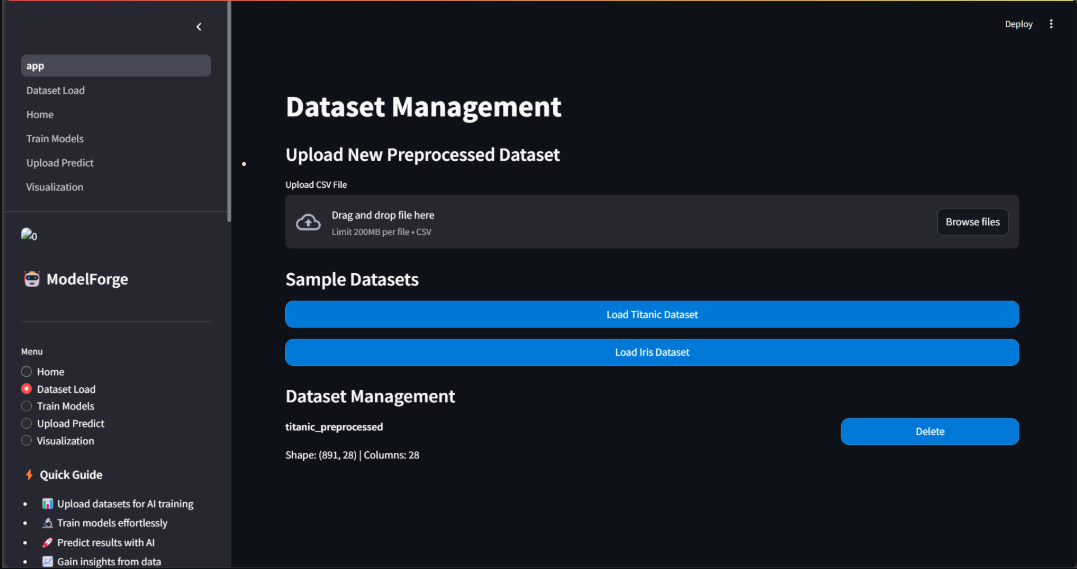 Deploy
app
Dataset Load
Home
Train Models
Upload Predict
Visualization
0
ModelForge
Menu
Home
Dataset Load
Train Models
Upload Predict
Visualization
Quick Guide
Upload datasets for AI training
Train models effortlessly
Predict results with AI
Gain insights from data
Dataset Management
Upload New Preprocessed Dataset
Upload CSV File
Drag and drop file here
Limit 200MB per file • CSV
Browse files
Sample Datasets
Load Titanic Dataset
Load Iris Dataset
Dataset Management
titanic_preprocessed
Delete
Shape: (891, 28) | Columns: 28